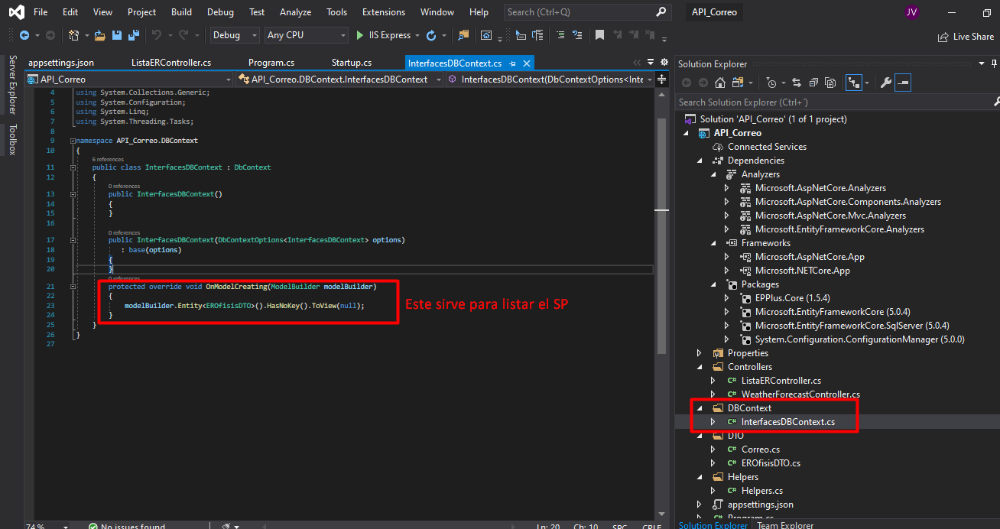 File Edit View Project Build Debug Test Analyze Tools Extensions Window Help Search (Ctrl+Q) API_Correo JV
Debug Any CPU IIS Express Live Share
Server Explorer
Toolbox
appsettings.json ListaERController.cs Program.cs Startup.cs InterfacesDBContext.cs
API_Correo API_Correo.DBContext.InterfacesDBContext InterfacesDBContext(DbContextOptions<Inte
4 using System.Collections.Generic;
5 using System.Configuration;
6 using System.Linq;
7 using System.Threading.Tasks;
8
9 namespace API_Correo.DBContext
10 {
6 references
11 public class InterfacesDBContext : DbContext
12 {
0 references
13 public InterfacesDBContext()
14 {
15 }
16
0 references
17 public InterfacesDBContext(DbContextOptions<InterfacesDBContext> options)
18 : base(options)
19 {
20 }
0 references
21 protected override void OnModelCreating(ModelBuilder modelBuilder)
22 {
23 modelBuilder.Entity<EROfisisDTO>().HasNoKey().ToView(null);
24 }
25 }
26 }
27
Este sirve para listar el SP
74 % No issues found Ln: 20 Ch: 10 SPC CRLF
Solution Explorer
Search Solution Explorer (Ctrl+´)
Solution 'API_Correo' (1 of 1 project)
API_Correo
Connected Services
Dependencies
Analyzers
Microsoft.AspNetCore.Analyzers
Microsoft.AspNetCore.Components.Analyzers
Microsoft.AspNetCore.Mvc.Analyzers
Microsoft.EntityFrameworkCore.Analyzers
Frameworks
Microsoft.AspNetCore.App
Microsoft.NETCore.App
Packages
EPPlus.Core (1.5.4)
Microsoft.EntityFrameworkCore (5.0.4)
Microsoft.EntityFrameworkCore.SqlServer (5.0.4)
System.Configuration.ConfigurationManager (5.0.0)
Properties
Controllers
C# ListaERController.cs
C# WeatherForecastController.cs
DBContext
C# InterfacesDBContext.cs
DTO
C# Correo.cs
C# EROfisisDTO.cs
Helpers
C# Helpers.cs
appsettings.json
C# Program.cs
Solution Explorer Team Explorer